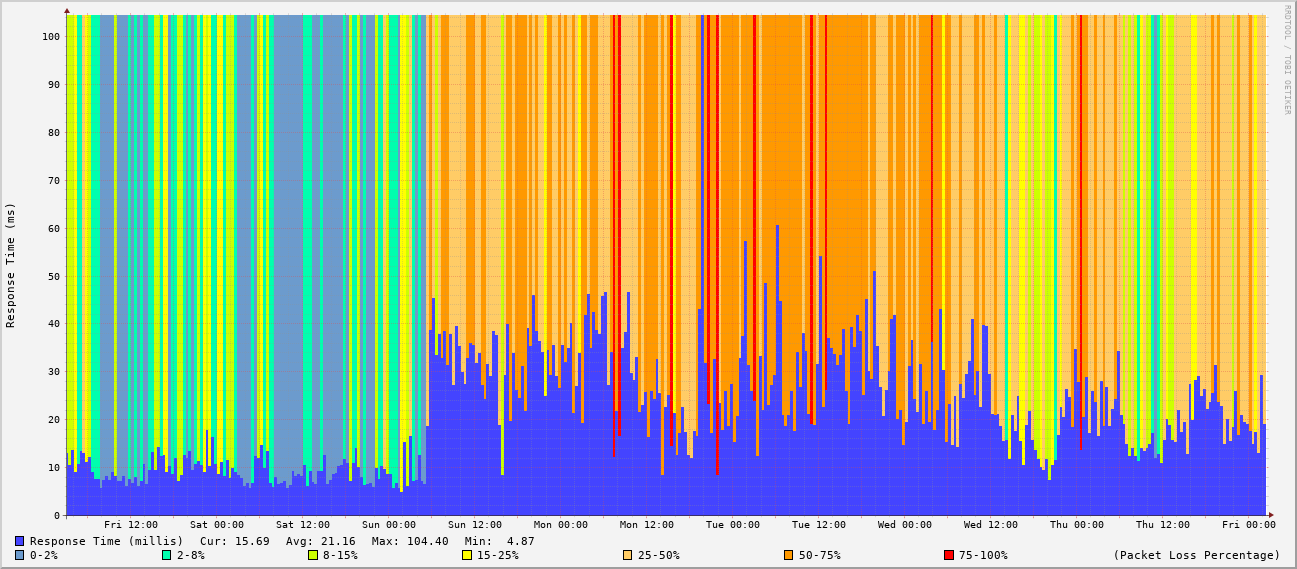 RRDTOOL / TOBI OETIKER
Response Time (ms)
100
90
80
70
60
50
40
30
20
10
0
Fri 12:00 Sat 00:00 Sat 12:00 Sun 00:00 Sun 12:00 Mon 00:00 Mon 12:00 Tue 00:00 Tue 12:00 Wed 00:00 Wed 12:00 Thu 00:00 Thu 12:00 Fri 00:00
Response Time (millis) Cur: 15.69 Avg: 21.16 Max: 104.40 Min: 4.87
0-2% 2-8% 8-15% 15-25% 25-50% 50-75% 75-100% (Packet Loss Percentage)